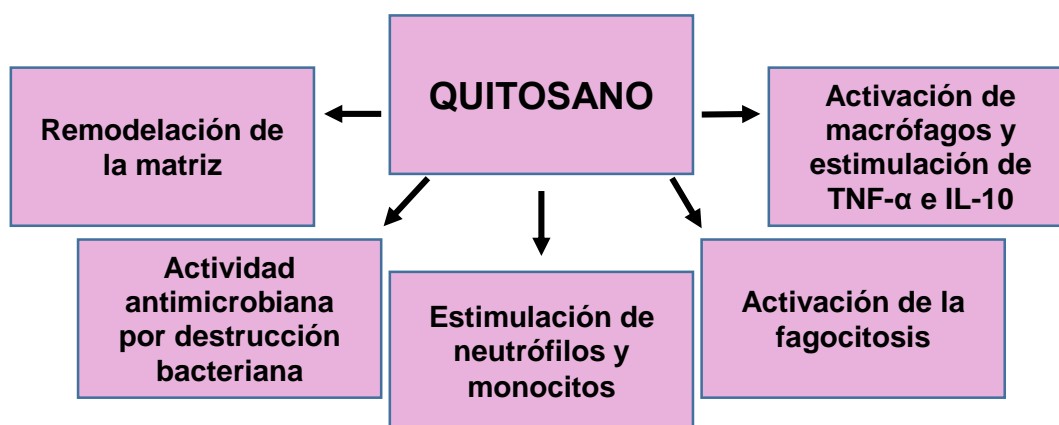 QUITOSANO
Remodelación de
la matriz
Activación de
macrófagos y
estimulación de
TNF-α e IL-10
Actividad
antimicrobiana
por destrucción
bacteriana
Estimulación de
neutrófilos y
monocitos
Activación de la
fagocitosis